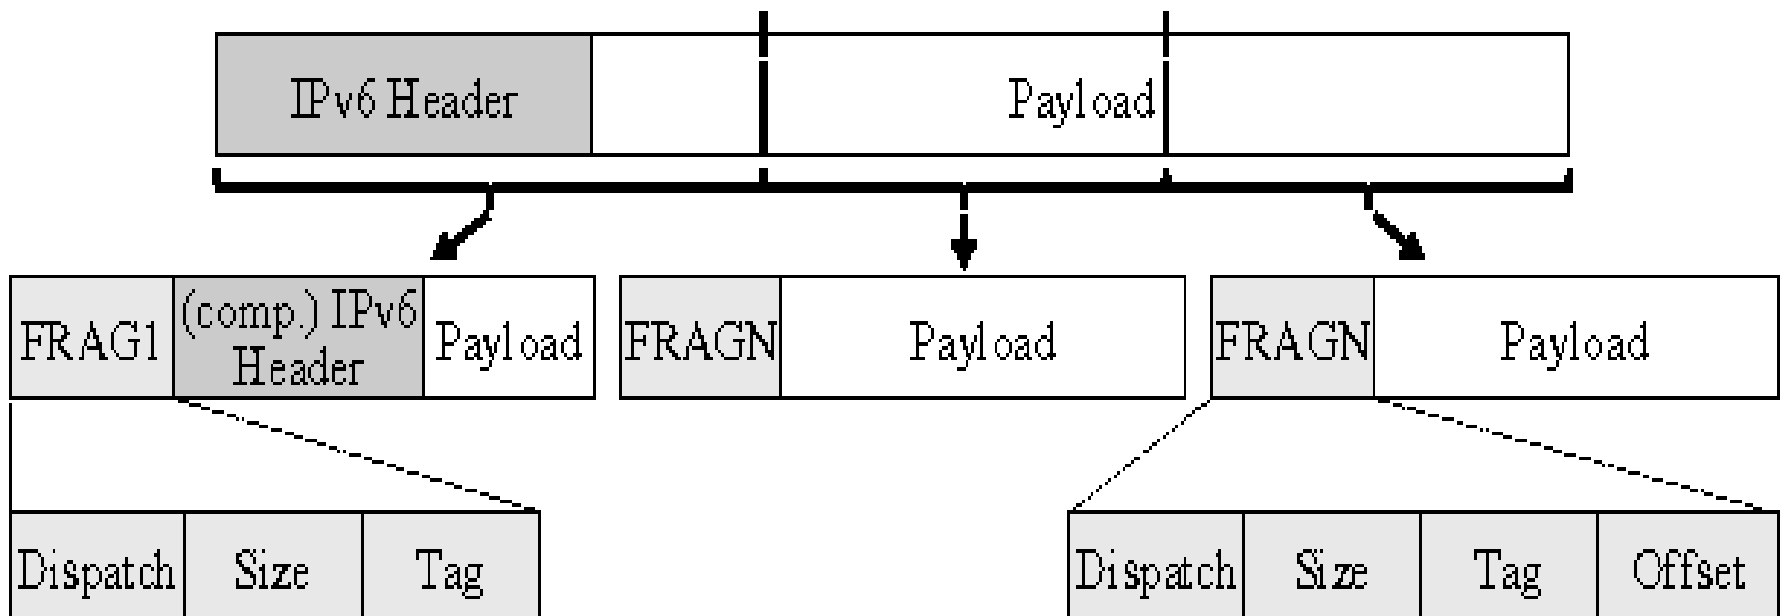 IPv6 Header
Payload
FRAG1
(comp.) IPv6
Header
Payload
FRAGN
Payload
FRAGN
Payload
Dispatch
Size
Tag
Dispatch
Size
Tag
Offset